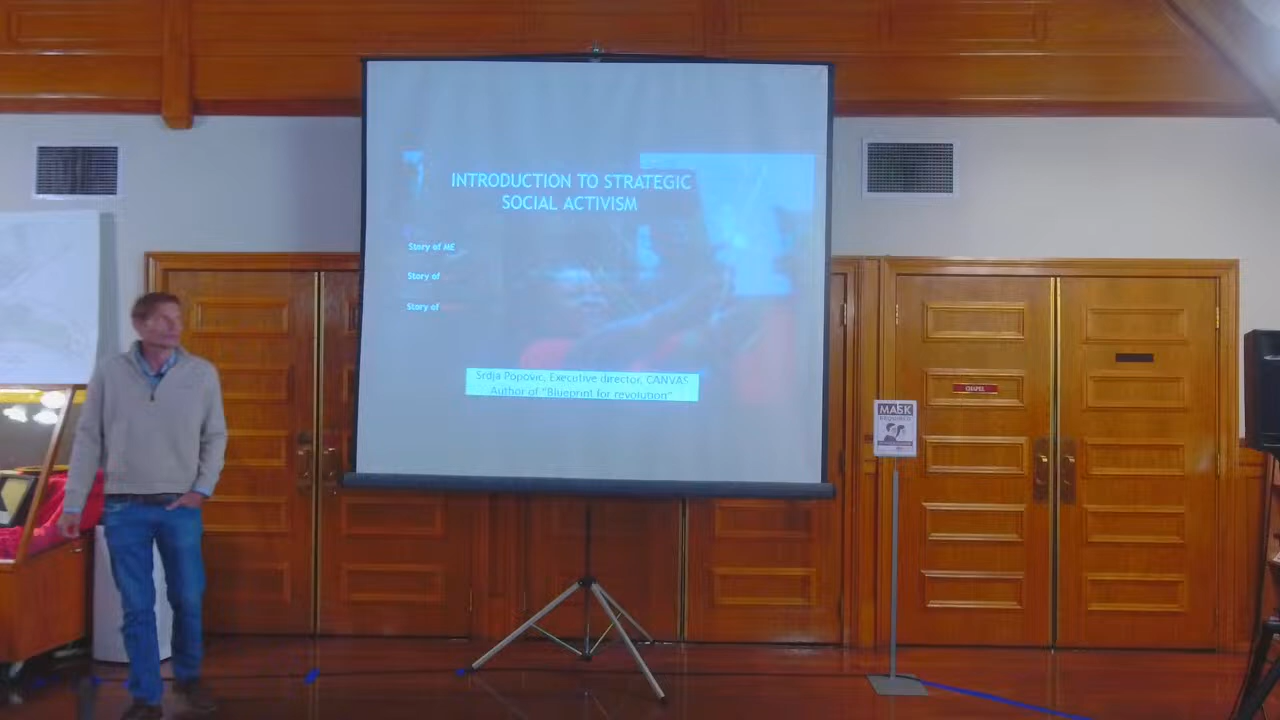 INTRODUCTION TO STRATEGIC
SOCIAL ACTIVISM
Story of ME
Story of
Story of
Srdja Popovic, Executive director, CANVAS
Author of "Blueprint for revolution"
MASK
REQUIRED
CHAPEL